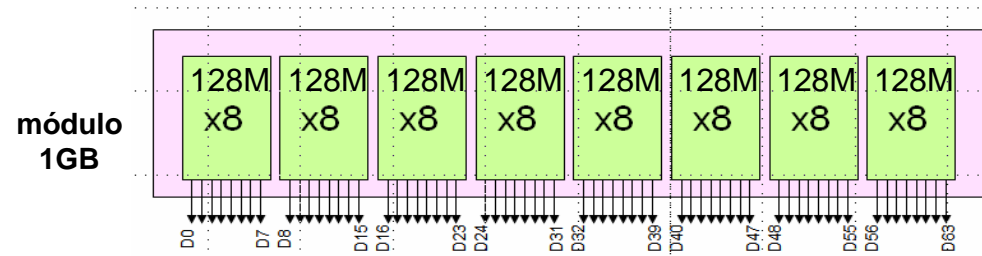 módulo
1GB
128M
x8
128M
x8
128M
x8
128M
x8
128M
x8
128M
x8
128M
x8
128M
x8
D0
D7
D8
D15
D16
D23
D24
D31
D32
D39
D40
D47
D48
D55
D56
D63